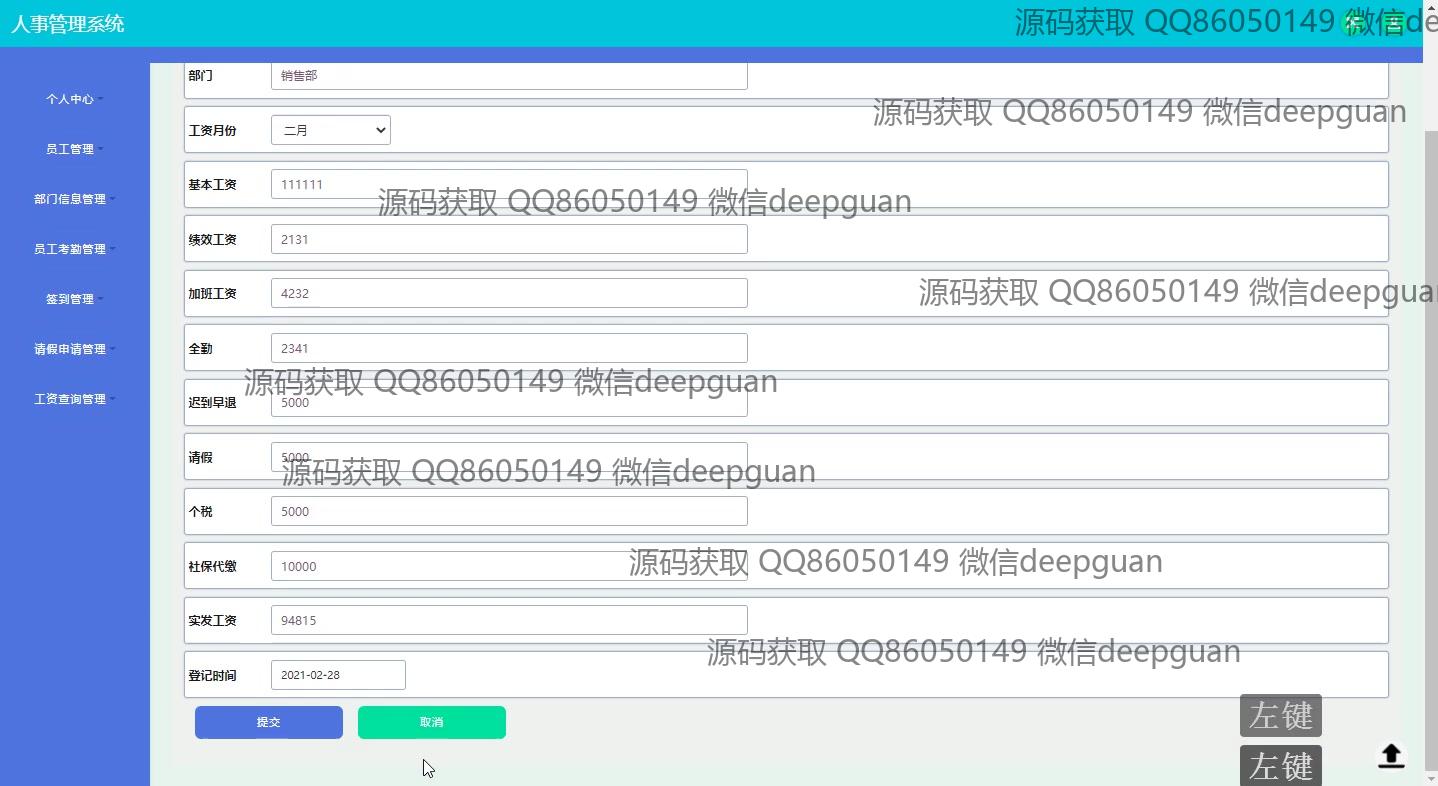 人事管理系统
源码获取 QQ86050149 微信de
个人中心
员工管理
部门信息管理
员工考勤管理
签到管理
请假申请管理
工资查询管理
部门 销售部
源码获取 QQ86050149 微信deepguan
工资月份 二月
基本工资 111111
源码获取 QQ86050149 微信deepguan
绩效工资 2131
加班工资 4232
源码获取 QQ86050149 微信deepguan
全勤 2341
源码获取 QQ86050149 微信deepguan
迟到早退 5000
请假 5000
源码获取 QQ86050149 微信deepguan
个税 5000
社保代缴 10000
源码获取 QQ86050149 微信deepguan
实发工资 94815
源码获取 QQ86050149 微信deepguan
登记时间 2021-02-28
提交 取消
左键
左键